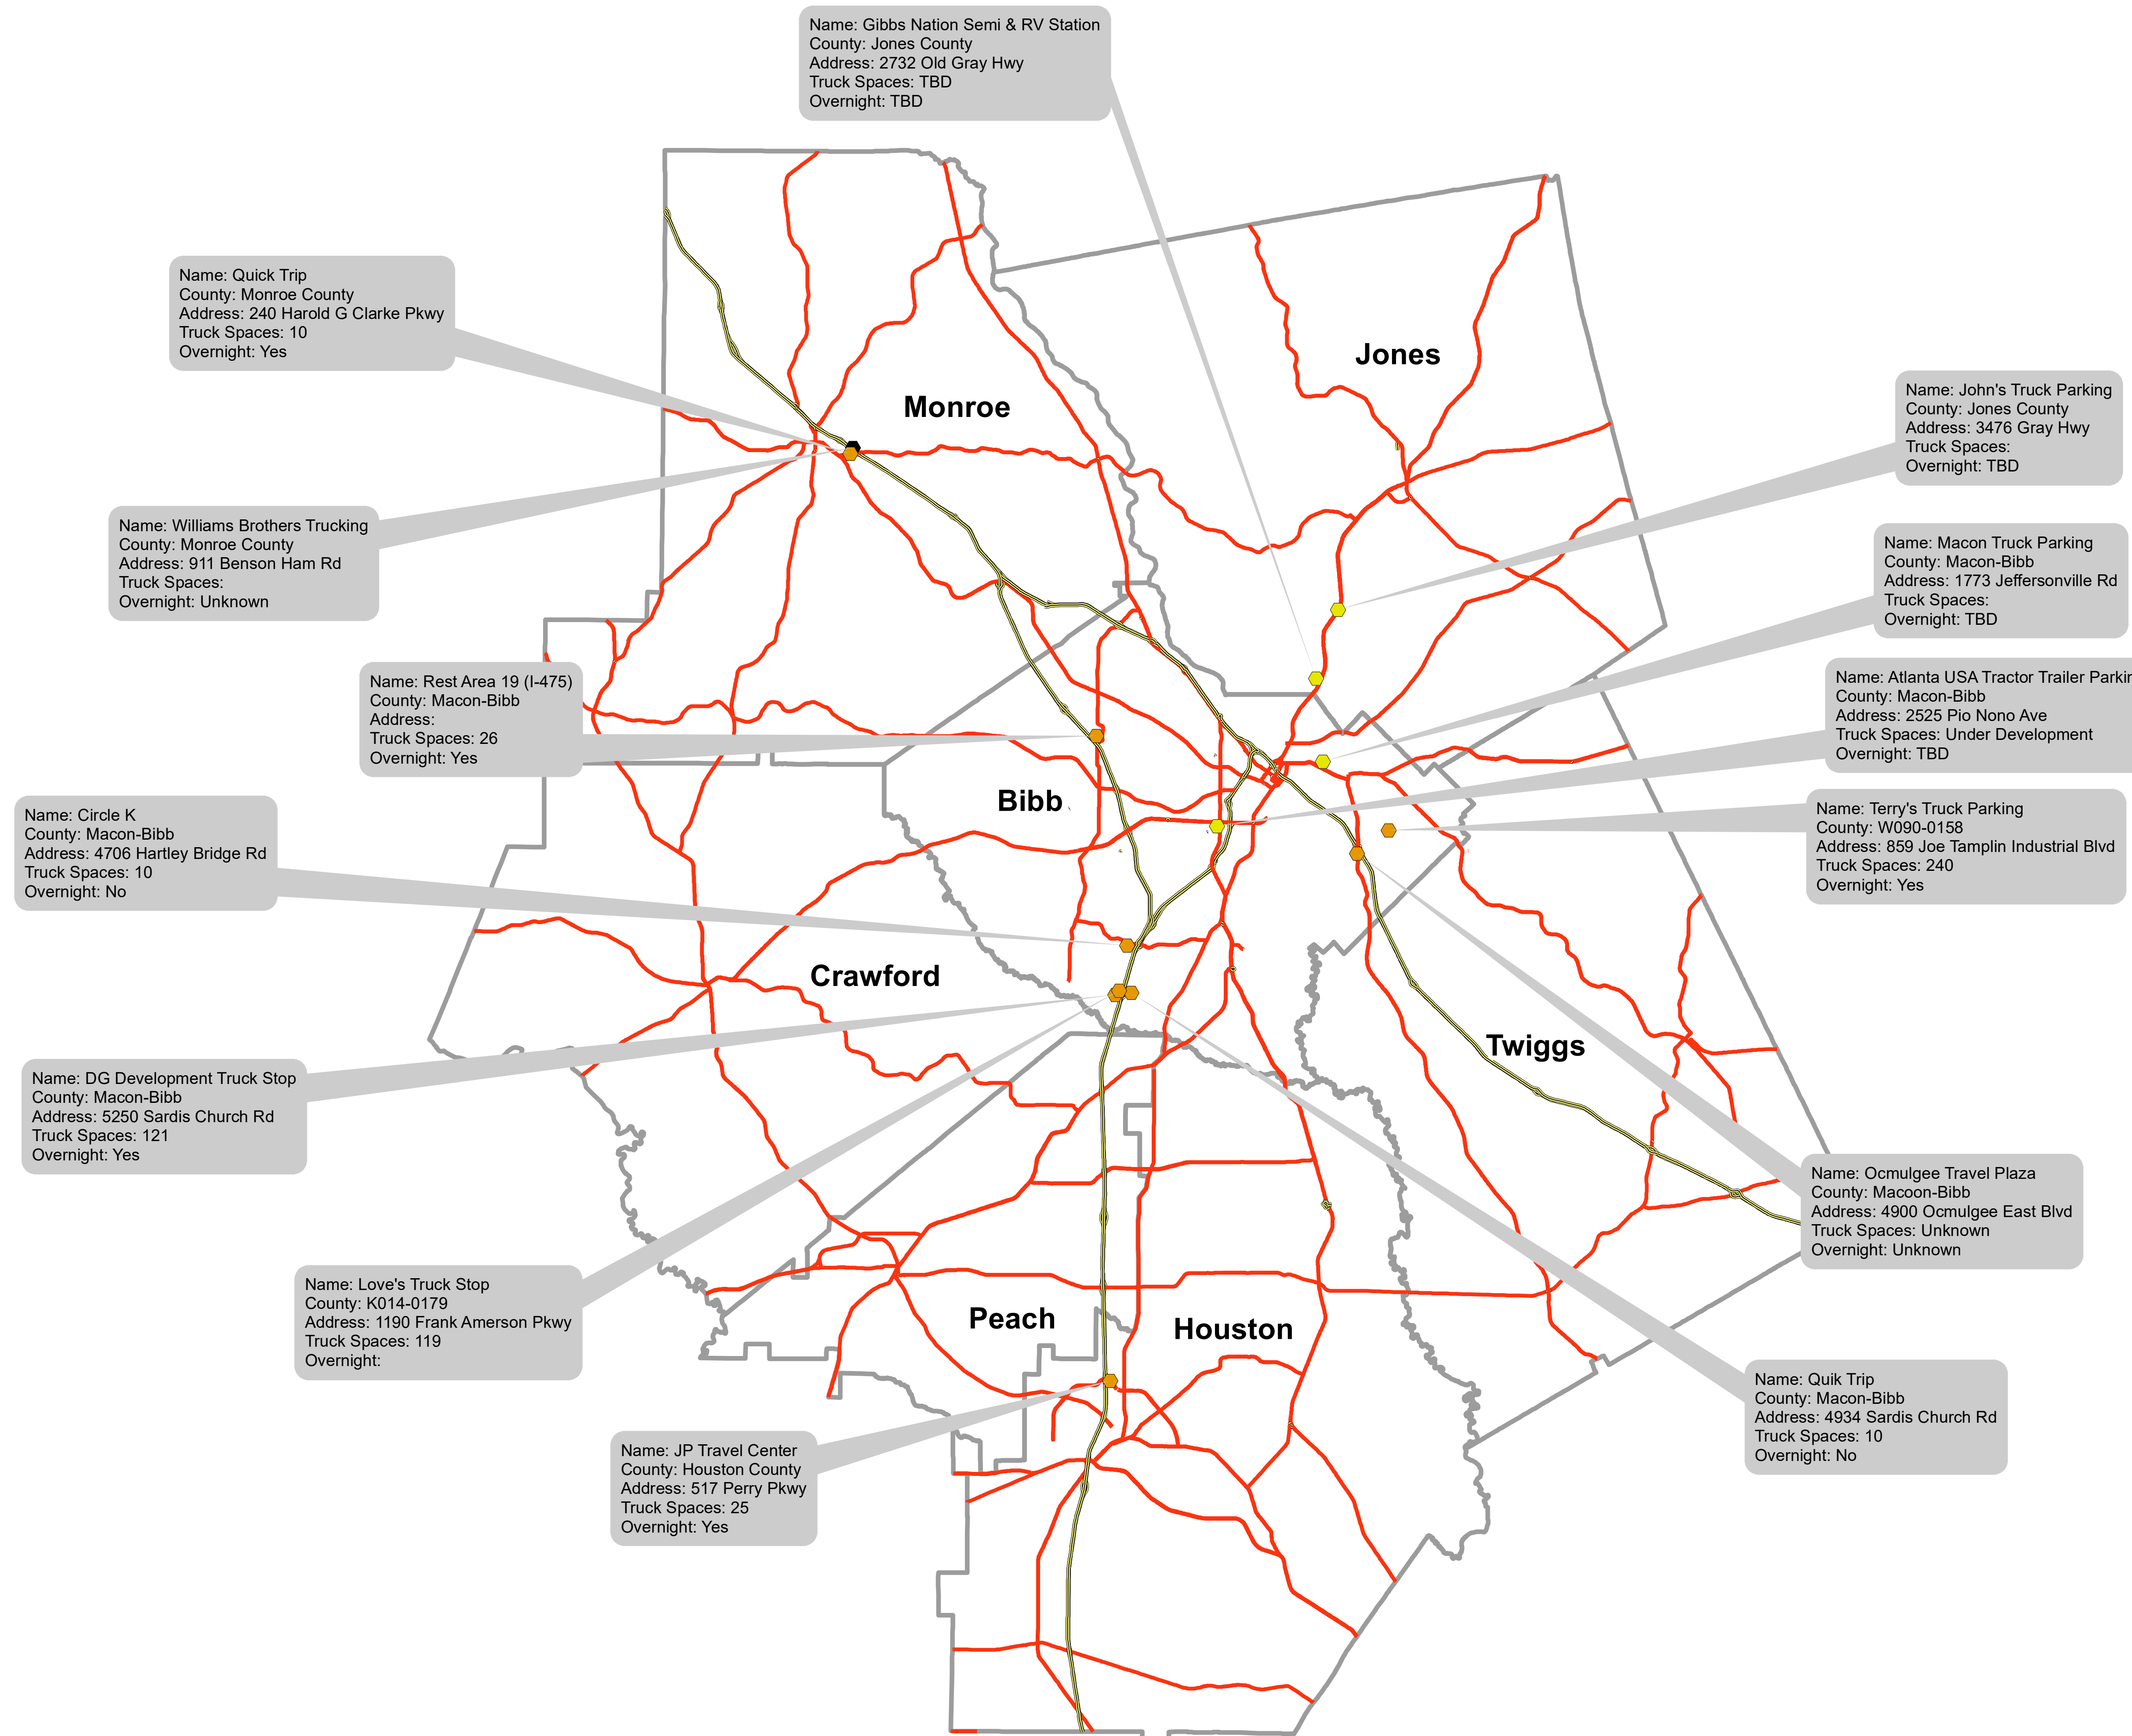 Name: Gibbs Nation Semi & RV Station
County: Jones County
Address: 2732 Old Gray Hwy
Truck Spaces: TBD
Overnight: TBD
Name: Quick Trip
County: Monroe County
Address: 240 Harold G Clarke Pkwy
Truck Spaces: 10
Overnight: Yes
Jones
Monroe
Name: John's Truck Parking
County: Jones County
Address: 3476 Gray Hwy
Truck Spaces:
Overnight: TBD
Name: Williams Brothers Trucking
County: Monroe County
Address: 911 Benson Ham Rd
Truck Spaces:
Overnight: Unknown
Name: Macon Truck Parking
County: Macon-Bibb
Address: 1773 Jeffersonville Rd
Truck Spaces:
Overnight: TBD
Name: Rest Area 19 (I-475)
County: Macon-Bibb
Address:
Truck Spaces: 26
Overnight: Yes
Name: Atlanta USA Tractor Trailer Parkin
County: Macon-Bibb
Address: 2525 Pio Nono Ave
Truck Spaces: Under Development
Overnight: TBD
Bibb
Name: Circle K
County: Macon-Bibb
Address: 4706 Hartley Bridge Rd
Truck Spaces: 10
Overnight: No
Name: Terry's Truck Parking
County: W090-0158
Address: 859 Joe Tamplin Industrial Blvd
Truck Spaces: 240
Overnight: Yes
Crawford
Twiggs
Name: DG Development Truck Stop
County: Macon-Bibb
Address: 5250 Sardis Church Rd
Truck Spaces: 121
Overnight: Yes
Name: Ocmulgee Travel Plaza
County: Macoon-Bibb
Address: 4900 Ocmulgee East Blvd
Truck Spaces: Unknown
Overnight: Unknown
Name: Love's Truck Stop
County: K014-0179
Address: 1190 Frank Amerson Pkwy
Truck Spaces: 119
Overnight:
Peach
Houston
Name: Quik Trip
County: Macon-Bibb
Address: 4934 Sardis Church Rd
Truck Spaces: 10
Overnight: No
Name: JP Travel Center
County: Houston County
Address: 517 Perry Pkwy
Truck Spaces: 25
Overnight: Yes